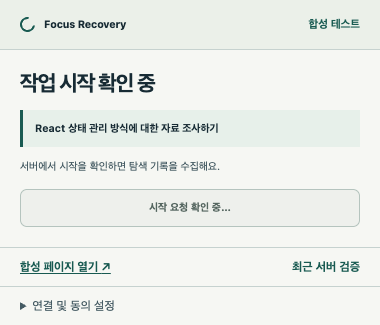 Focus Recovery
합성 테스트
작업 시작 확인 중
React 상태 관리 방식에 대한 자료 조사하기
서버에서 시작을 확인하면 탐색 기록을 수집해요.
시작 요청 확인 중...
합성 페이지 열기 ↗
최근 서버 검증
▶ 연결 및 동의 설정